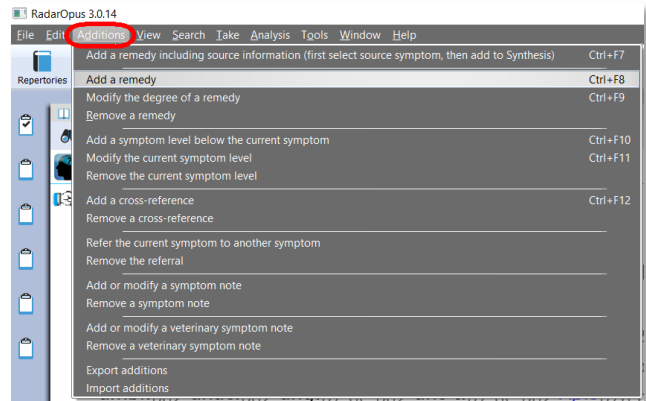 RadarOpus 3.0.14
File Edit Additions View Search Take Analysis Tools Window Help
Add a remedy including source information (first select source symptom, then add to Synthesis) Ctrl+F7
Repertories
Add a remedy Ctrl+F8
Modify the degree of a remedy Ctrl+F9
Remove a remedy
Add a symptom level below the current symptom Ctrl+F10
Modify the current symptom level Ctrl+F11
Remove the current symptom level
Add a cross-reference Ctrl+F12
Remove a cross-reference
Refer the current symptom to another symptom
Remove the referral
Add or modify a symptom note
Remove a symptom note
Add or modify a veterinary symptom note
Remove a veterinary symptom note
Export additions
Import additions